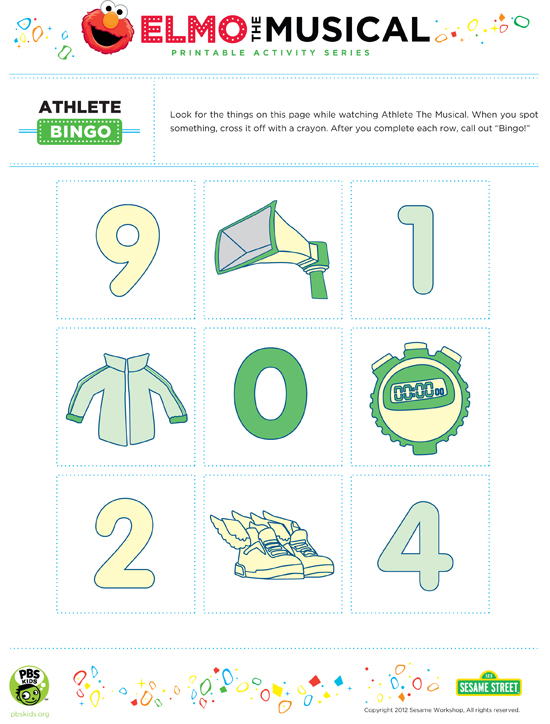 ELMO THE MUSICAL
PRINTABLE ACTIVITY SERIES
ATHLETE
BINGO
Look for the things on this page while watching Athlete The Musical. When you spot
something, cross it off with a crayon. After you complete each row, call out “Bingo!”
9
1
0
00:00 00
2
4
PBS
KIDS
pbskids.org
123
SESAME STREET
Copyright 2012 Sesame Workshop, All rights reserved.